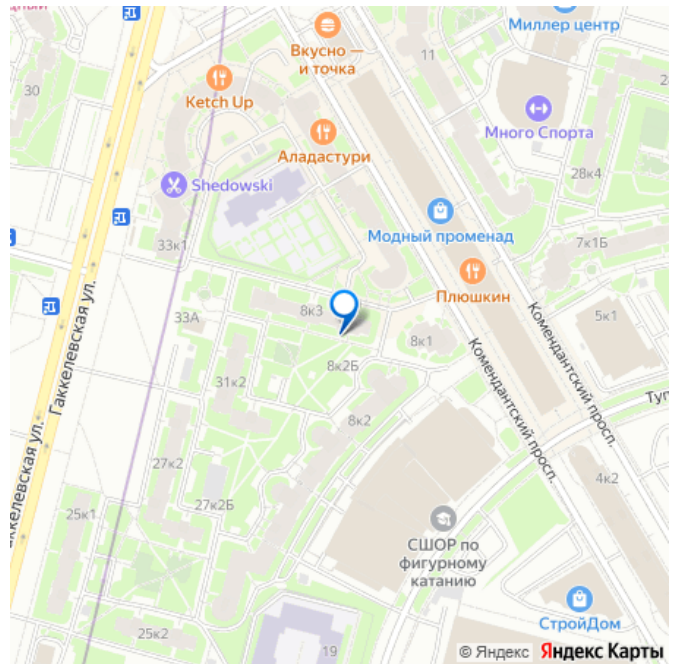 Миллер центр
Вкусно —
и точка
11
30
Ketch Up
Много Спорта
Аладастури
28к4
Shedowski
Модный променад
33к1
7к1Б
Плюшкин
8к3
5к1
33А
8к1
Комендантский просп.
Гаккелевская ул.
8к2Б
31к2
Комендантский просп.
8к2
27к2
4к2
27к2Б
25к1
СШОР по
фигурному
катанию
СтройДом
25к2
19
© Яндекс Яндекс Карты